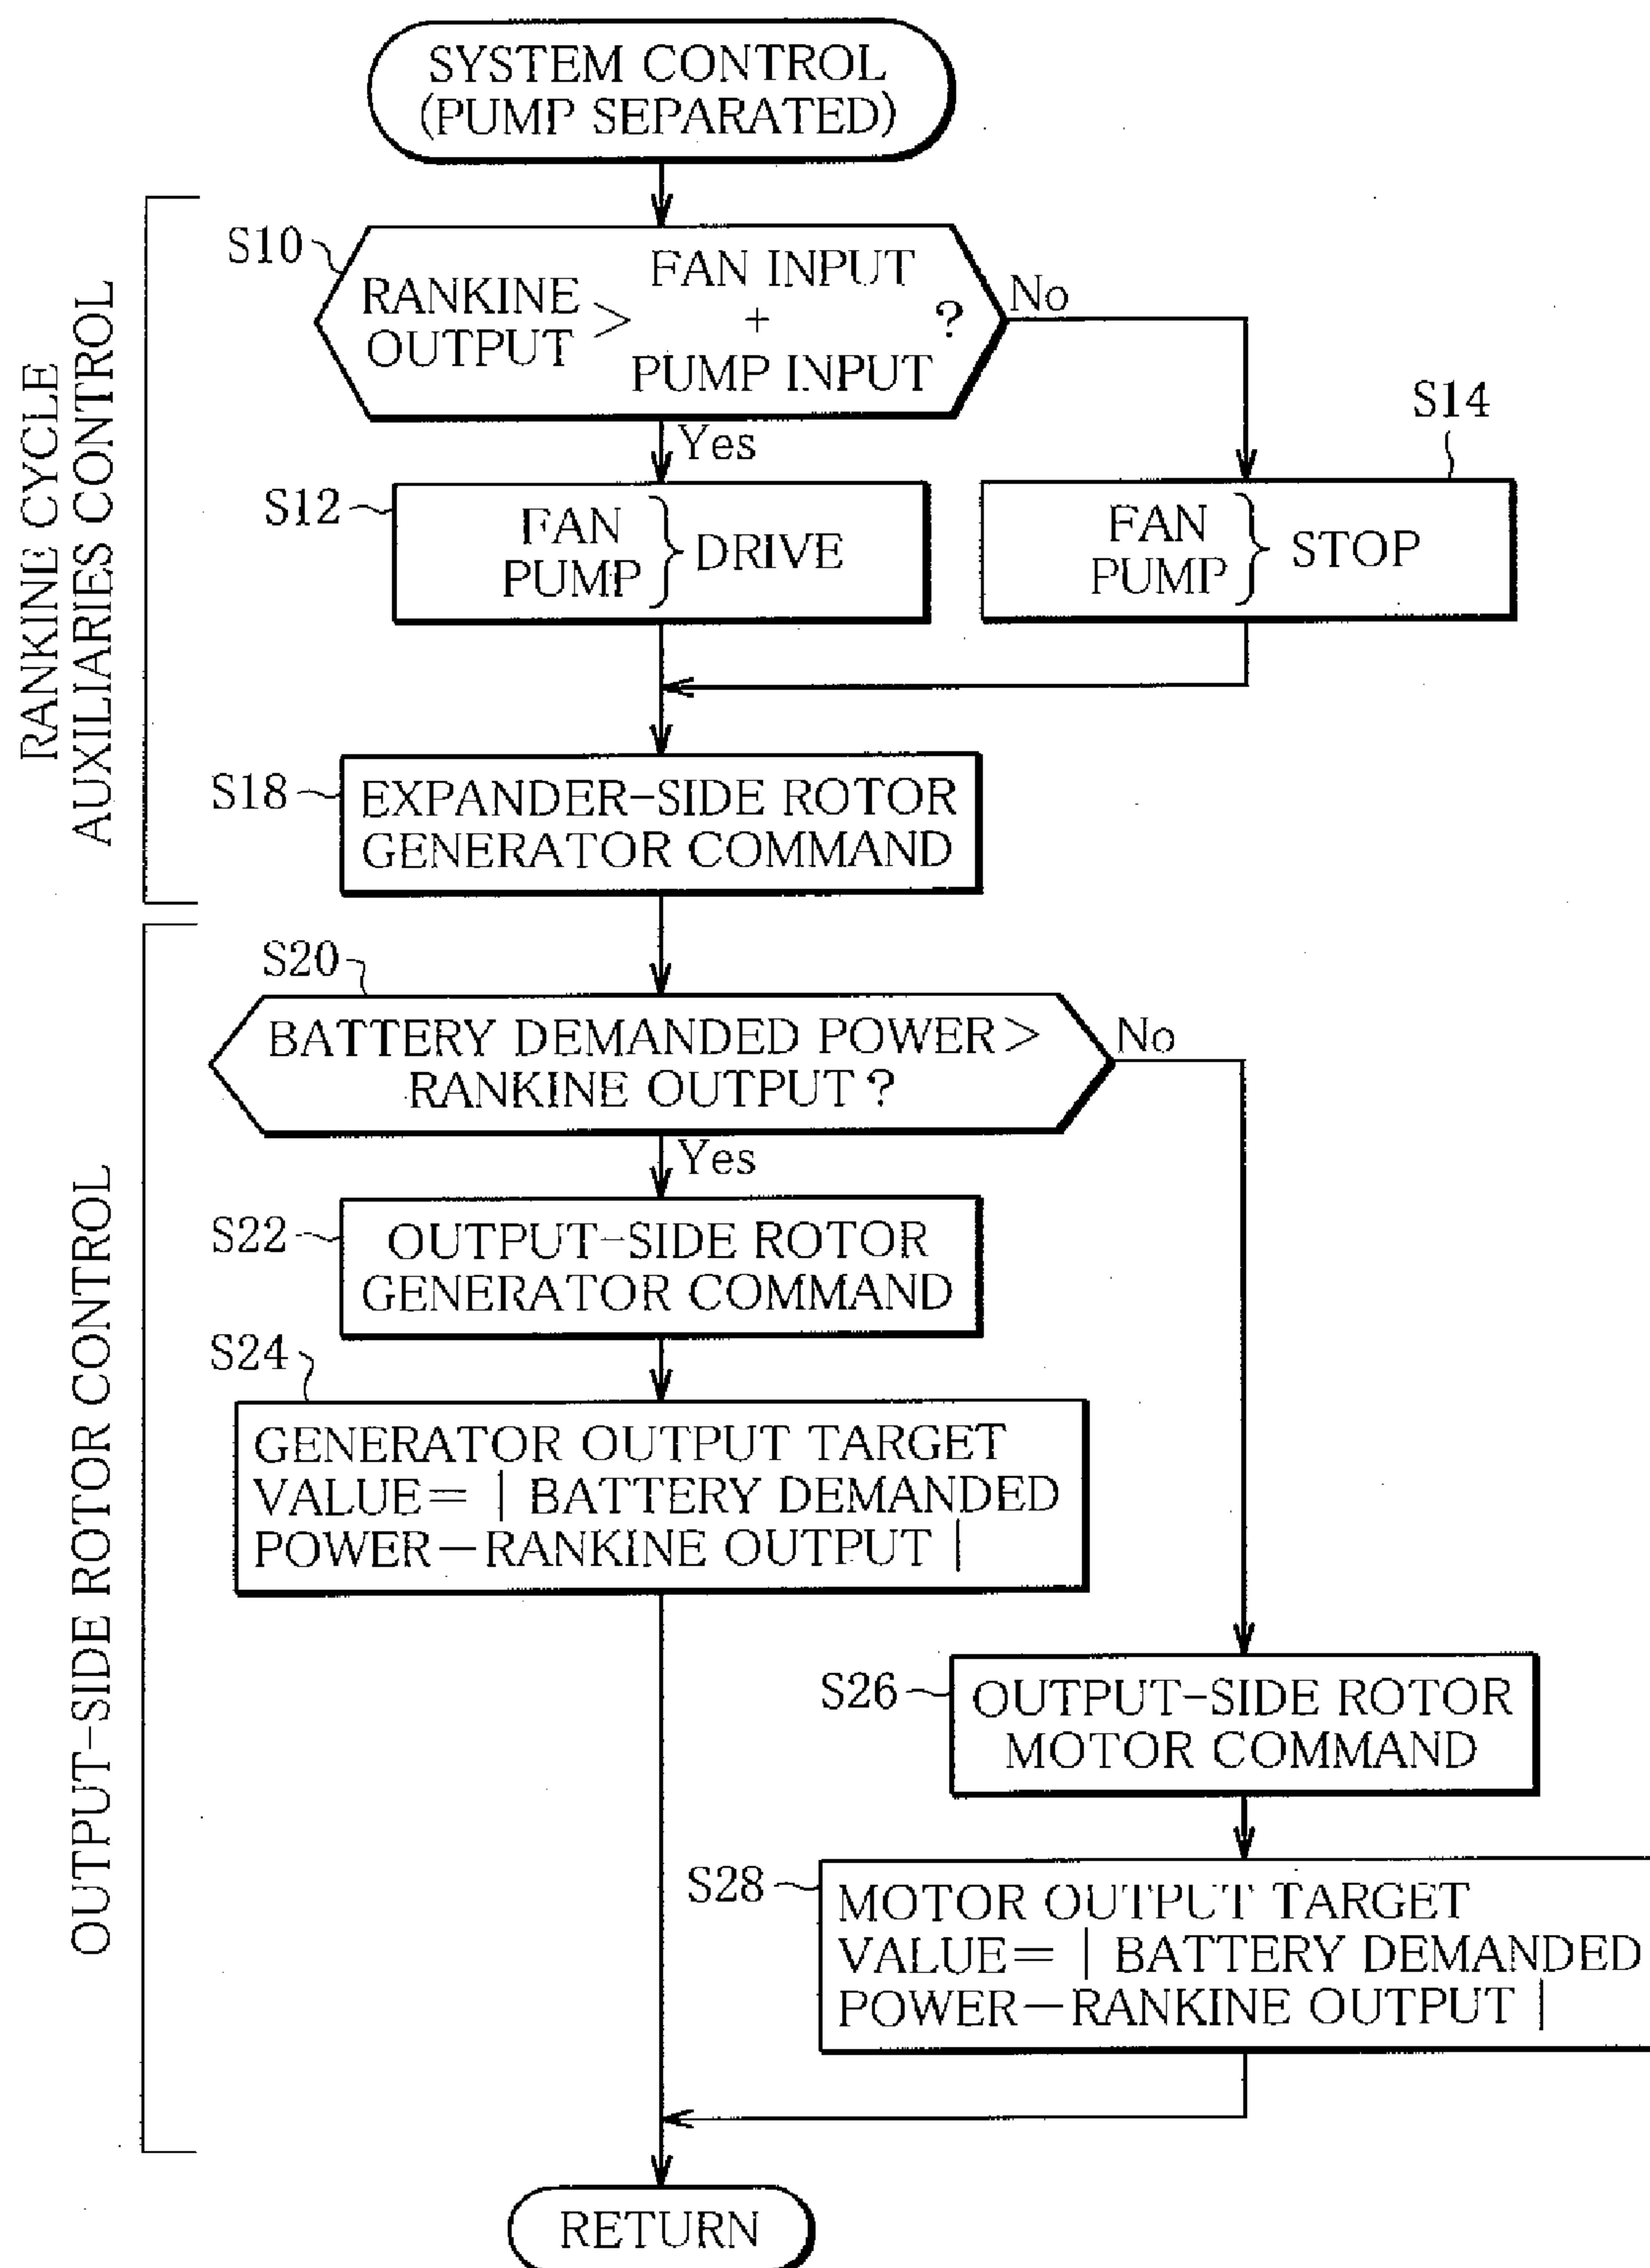 SYSTEM CONTROL
(PUMP SEPARATED)
RANKINE CYCLE
AUXILIARIES CONTROL
S10
RANKINE
OUTPUT
>
FAN INPUT
+
PUMP INPUT
?
No
Yes
S12
FAN
PUMP
} DRIVE
S14
FAN
PUMP
} STOP
S18
EXPANDER-SIDE ROTOR
GENERATOR COMMAND
OUTPUT-SIDE ROTOR CONTROL
S20
BATTERY DEMANDED POWER >
RANKINE OUTPUT ?
No
Yes
S22
OUTPUT-SIDE ROTOR
GENERATOR COMMAND
S24
GENERATOR OUTPUT TARGET
VALUE= | BATTERY DEMANDED
POWER−RANKINE OUTPUT |
S26
OUTPUT-SIDE ROTOR
MOTOR COMMAND
S28
MOTOR OUTPUT TARGET
VALUE= | BATTERY DEMANDED
POWER−RANKINE OUTPUT |
RETURN